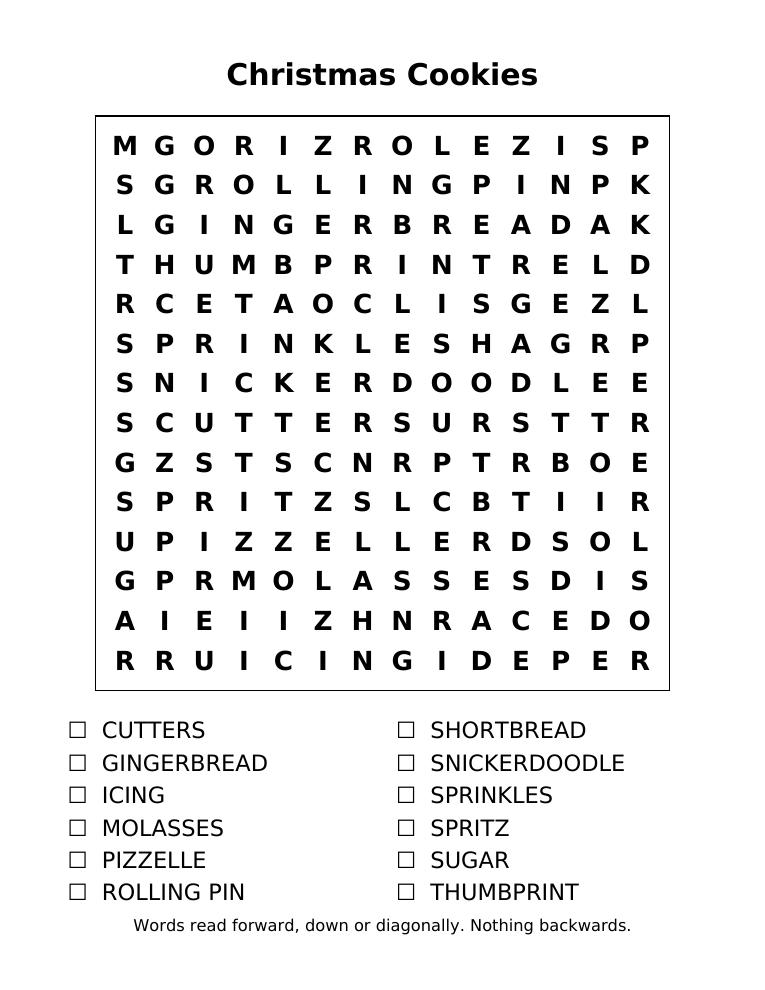 Christmas Cookies
M G O R I Z R O L E Z I S P
S G R O L L I N G P I N P K
L G I N G E R B R E A D A K
T H U M B P R I N T R E L D
R C E T A O C L I S G E Z L
S P R I N K L E S H A G R P
S N I C K E R D O O D L E E
S C U T T E R S U R S T T R
G Z S T S C N R P T R B O E
S P R I T Z S L C B T I I R
U P I Z Z E L L E R D S O L
G P R M O L A S S E S D I S
A I E I I Z H N R A C E D O
R R U I C I N G I D E P E R
☐ CUTTERS
☐ GINGERBREAD
☐ ICING
☐ MOLASSES
☐ PIZZELLE
☐ ROLLING PIN
☐ SHORTBREAD
☐ SNICKERDOODLE
☐ SPRINKLES
☐ SPRITZ
☐ SUGAR
☐ THUMBPRINT
Words read forward, down or diagonally. Nothing backwards.